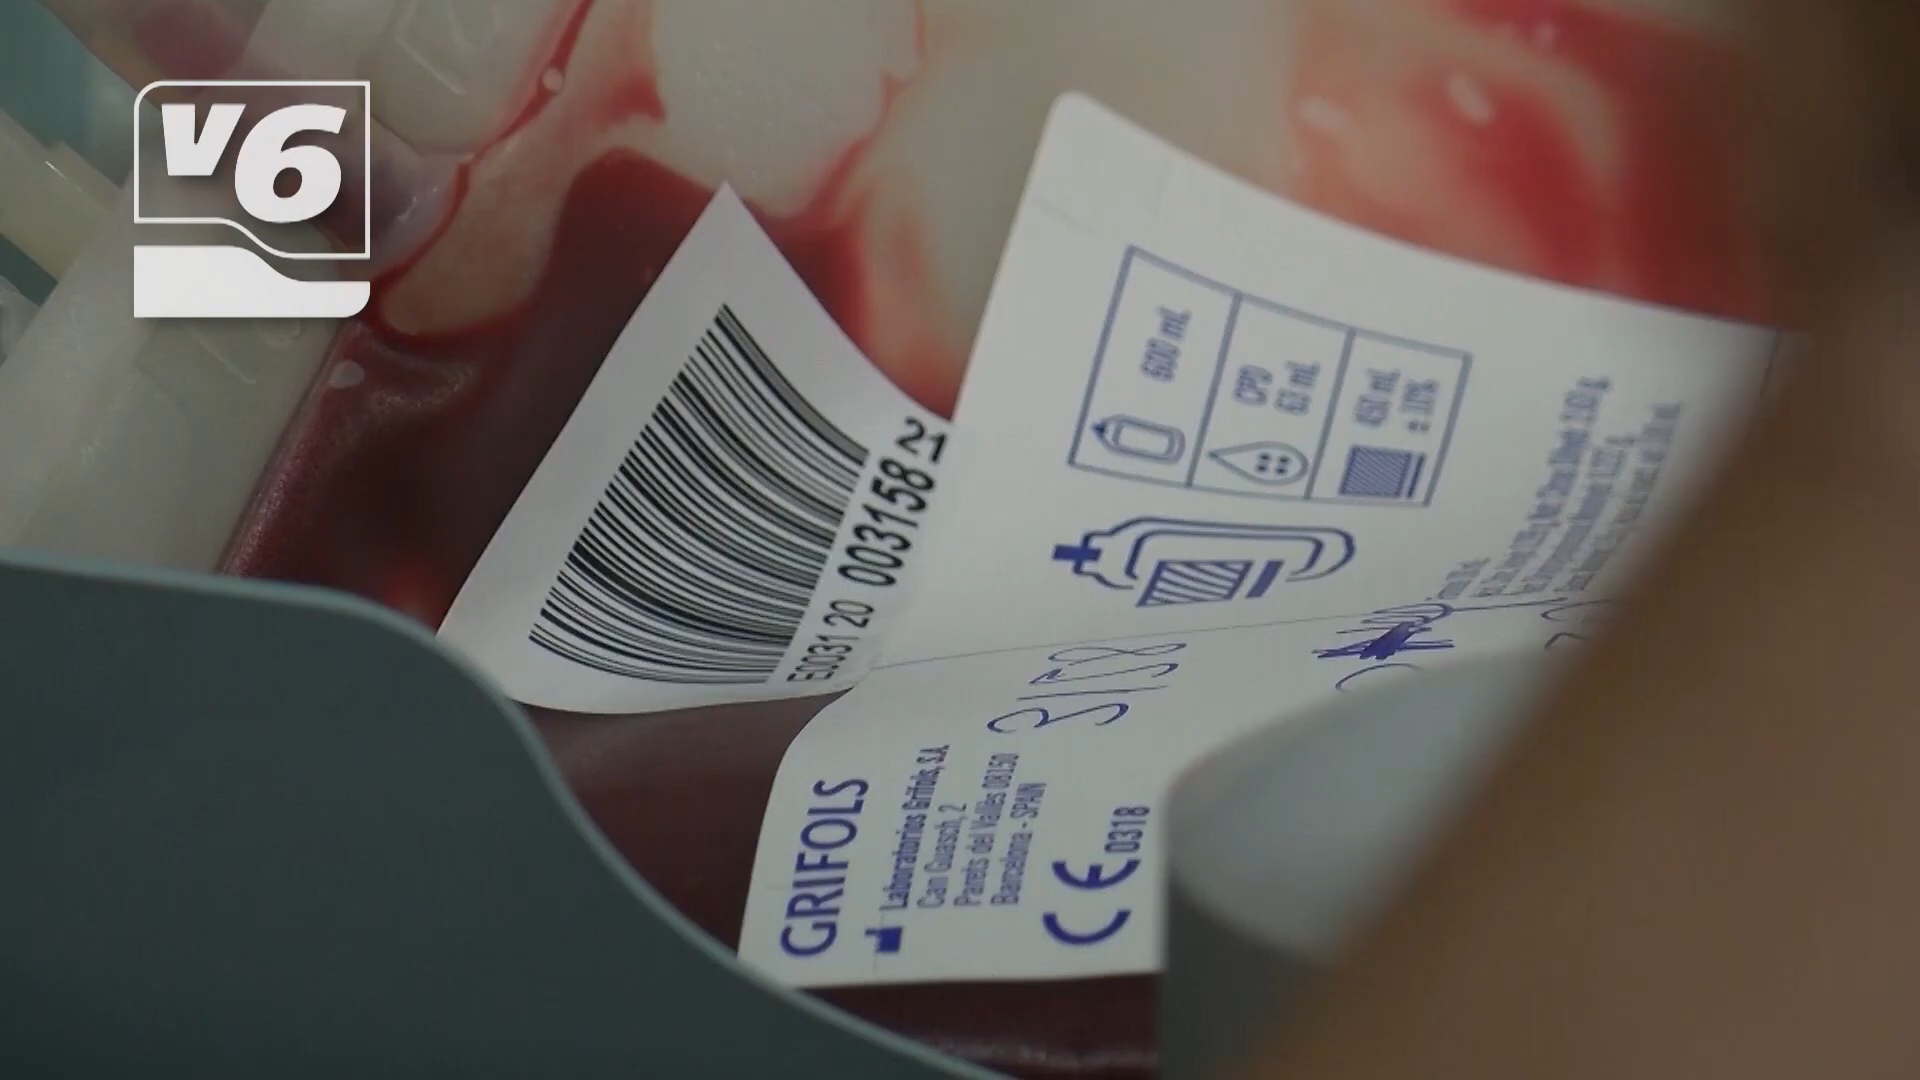 V6
E0031 20 003158
600 mL
CPD
63 mL
450 mL
± 10%
3158
GRIFOLS
Laboratorios Grifols, S.A.
Can Guasch, 2
Parets del Vallès 08150
Barcelona - SPAIN
CE 0318